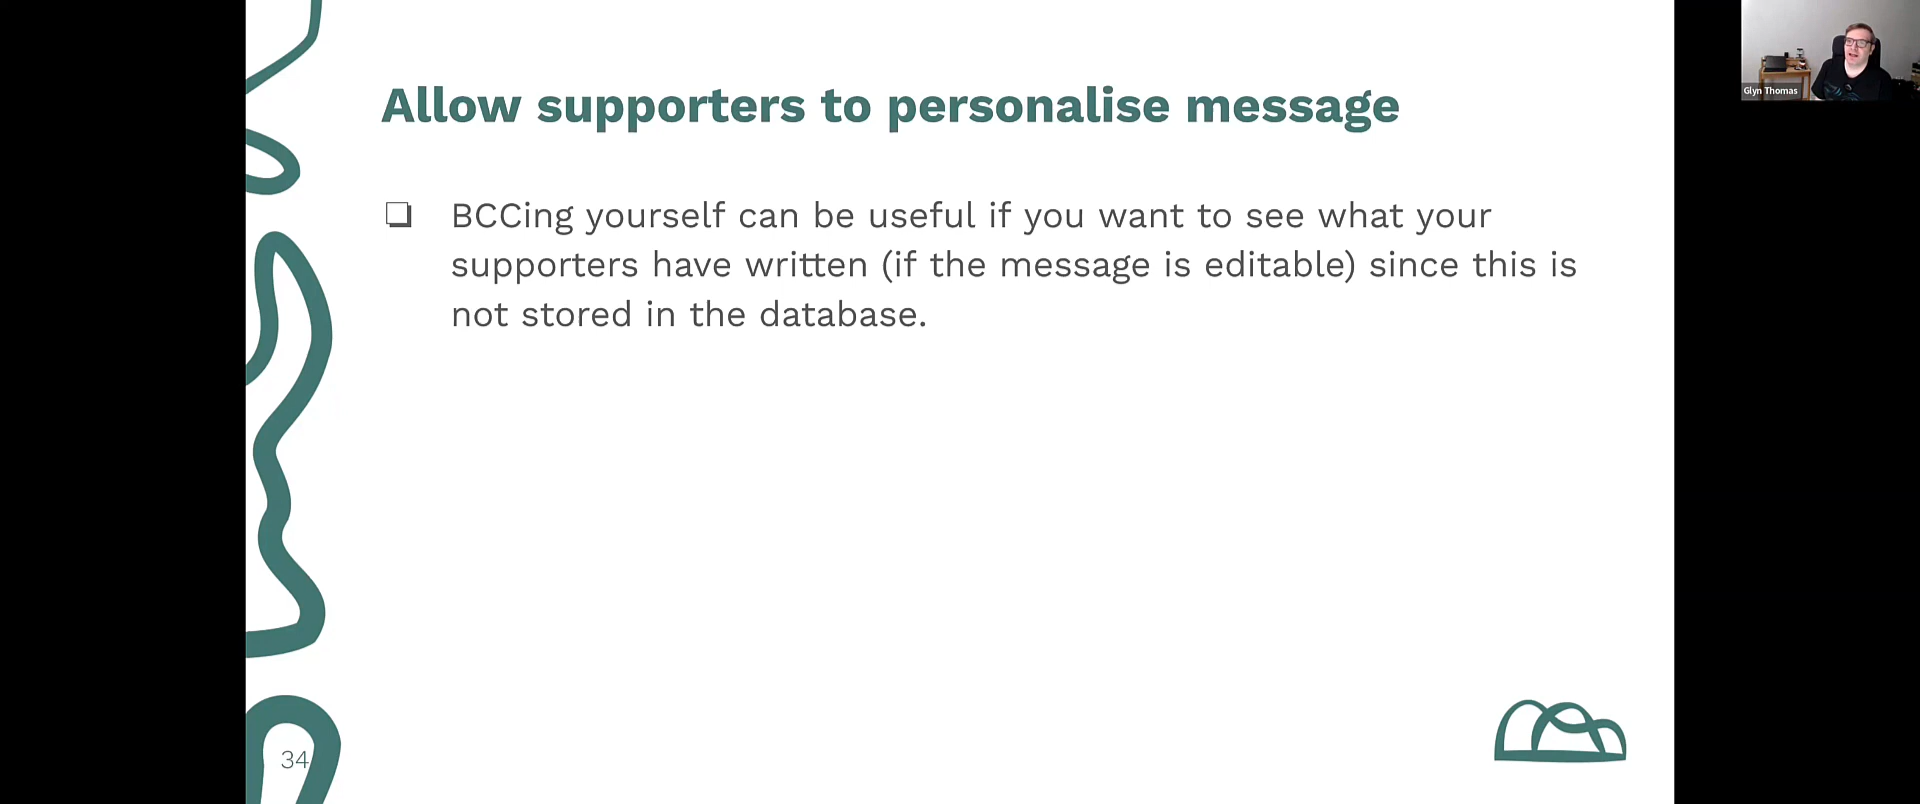 Allow supporters to personalise message
❏ BCCing yourself can be useful if you want to see what your
supporters have written (if the message is editable) since this is
not stored in the database.
34
Glyn Thomas